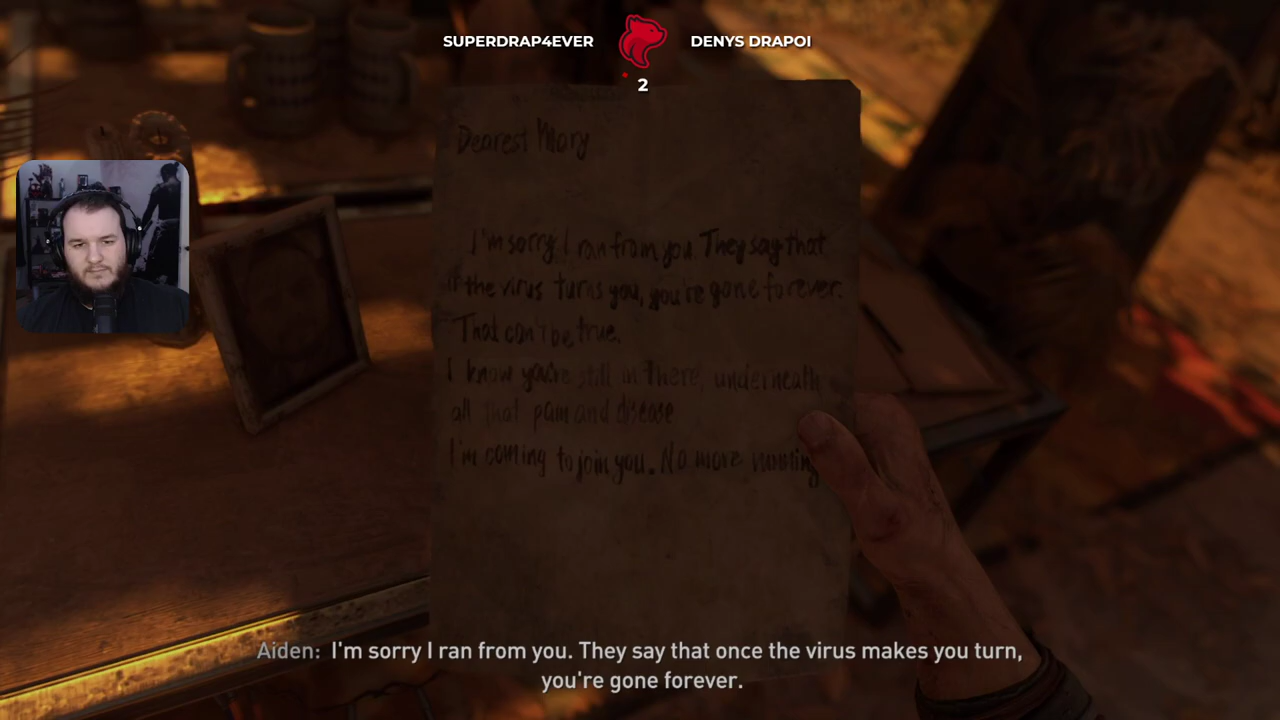 SUPERDRAP4EVER
DENYS DRAPOI
2
Dearest Mary
I'm sorry I ran from you. They say that
if the virus turns you, you're gone forever.
That can't be true.
I know you're still in there, underneath
all that pain and disease
I'm coming to join you. No more running
Aiden: I'm sorry I ran from you. They say that once the virus makes you turn,
you're gone forever.